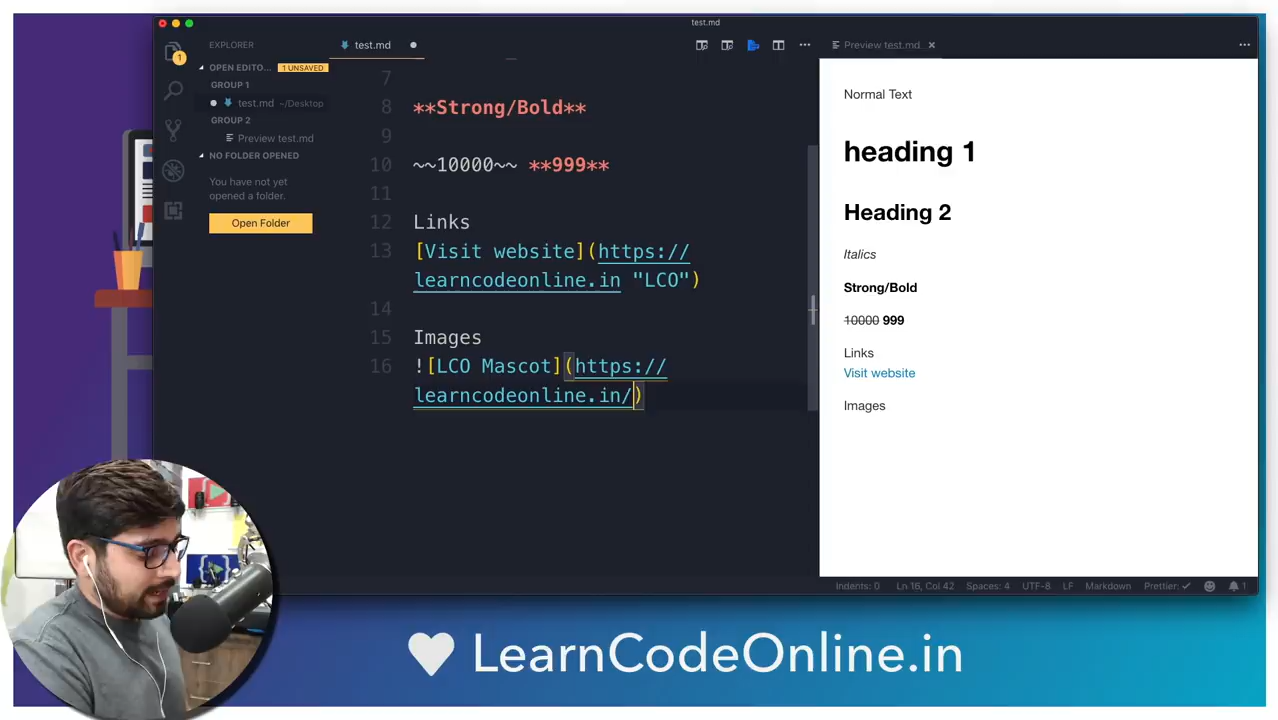 test.md
EXPLORER
OPEN EDITO... 1 UNSAVED
GROUP 1
test.md ~/Desktop
GROUP 2
Preview test.md
NO FOLDER OPENED
You have not yet
opened a folder.
Open Folder
1
test.md
7
8 **Strong/Bold**
9
10 ~~10000~~ **999**
11
12 Links
13 [Visit website](https://
learncodeonline.in "LCO")
14
15 Images
16 ![LCO Mascot](https://
learncodeonline.in/)
Preview test.md
Normal Text
heading 1
Heading 2
Italics
Strong/Bold
10000 999
Links
Visit website
Images
Indents: 0 Ln 16, Col 42 Spaces: 4 UTF-8 LF Markdown Prettier: ✓ 1
LearnCodeOnline.in